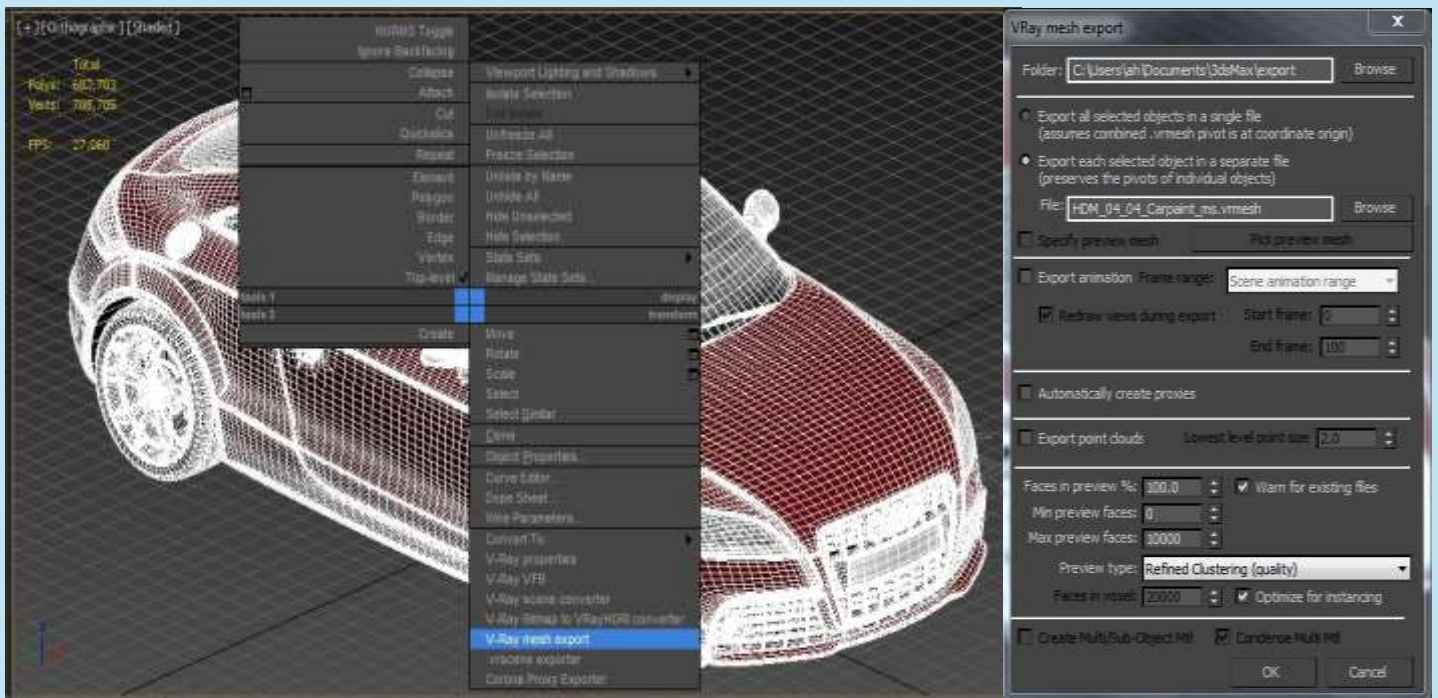 [+][Orthographic][Shaded]
Total
Polys: 687,703
Verts: 708,705
FPS: 27.060
NURMS Toggle
Ignore Backfacing
Collapse
Attach
Cut
Quickslice
Repeat
Element
Polygon
Border
Edge
Vertex
Top-level
tools 1
tools 2
Create
Viewport Lighting and Shadows
Isolate Selection
End Isolate
Unfreeze All
Freeze Selection
Unhide by Name
Unhide All
Hide Unselected
Hide Selection
State Sets
Manage State Sets...
display
transform
Move
Rotate
Scale
Select
Select Similar
Clone
Object Properties...
Curve Editor...
Dope Sheet...
Wire Parameters...
Convert To:
V-Ray properties
V-Ray VFB
V-Ray scene converter
V-Ray Bitmap to VRayHDRI converter
V-Ray mesh export
.vrscene exporter
Corona Proxy Exporter
VRay mesh export
X
Folder: C:\Users\ah\Documents\3dsMax\export Browse
Export all selected objects in a single file
(assumes combined .vrmesh pivot is at coordinate origin)
Export each selected object in a separate file
(preserves the pivots of individual objects)
File: HDM_04_04_Carpaint_ms.vrmesh Browse
Specify preview mesh Pick preview mesh
Export animation Frame range: Scene animation range
Redraw views during export Start frame: 0
End frame: 100
Automatically create proxies
Export point clouds Lowest level point size 2.0
Faces in preview %: 100.0 Warn for existing files
Min preview faces: 0
Max preview faces: 10000
Preview type: Refined Clustering (quality)
Faces in voxel: 20000 Optimize for instancing
Create Multi/Sub-Object Mtl Condense Multi Mtl
OK Cancel